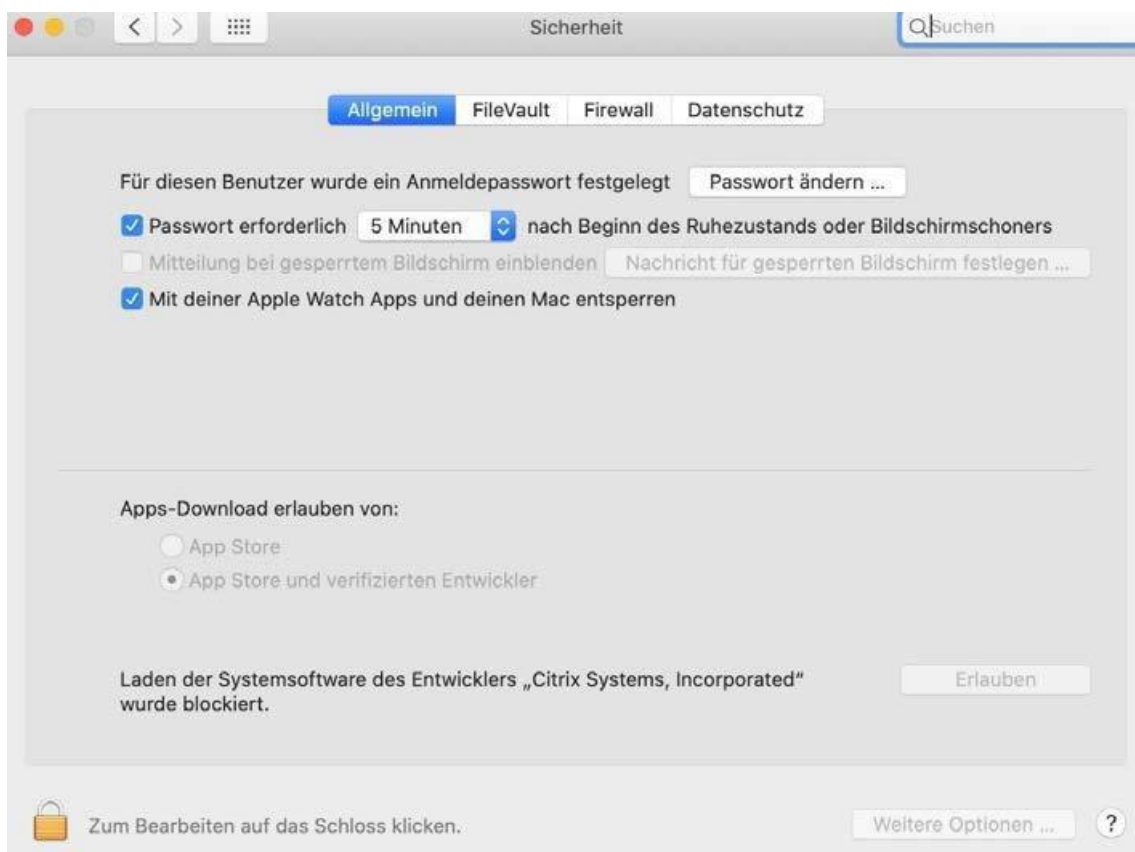 Sicherheit
Suchen
Allgemein FileVault Firewall Datenschutz
Für diesen Benutzer wurde ein Anmeldepasswort festgelegt Passwort ändern ...
Passwort erforderlich 5 Minuten nach Beginn des Ruhezustands oder Bildschirmschoners
Mitteilung bei gesperrtem Bildschirm einblenden Nachricht für gesperrten Bildschirm festlegen ...
Mit deiner Apple Watch Apps und deinen Mac entsperren
Apps-Download erlauben von:
App Store
App Store und verifizierten Entwickler
Laden der Systemsoftware des Entwicklers „Citrix Systems, Incorporated“
wurde blockiert.
Erlauben
Zum Bearbeiten auf das Schloss klicken.
Weitere Optionen ... ?